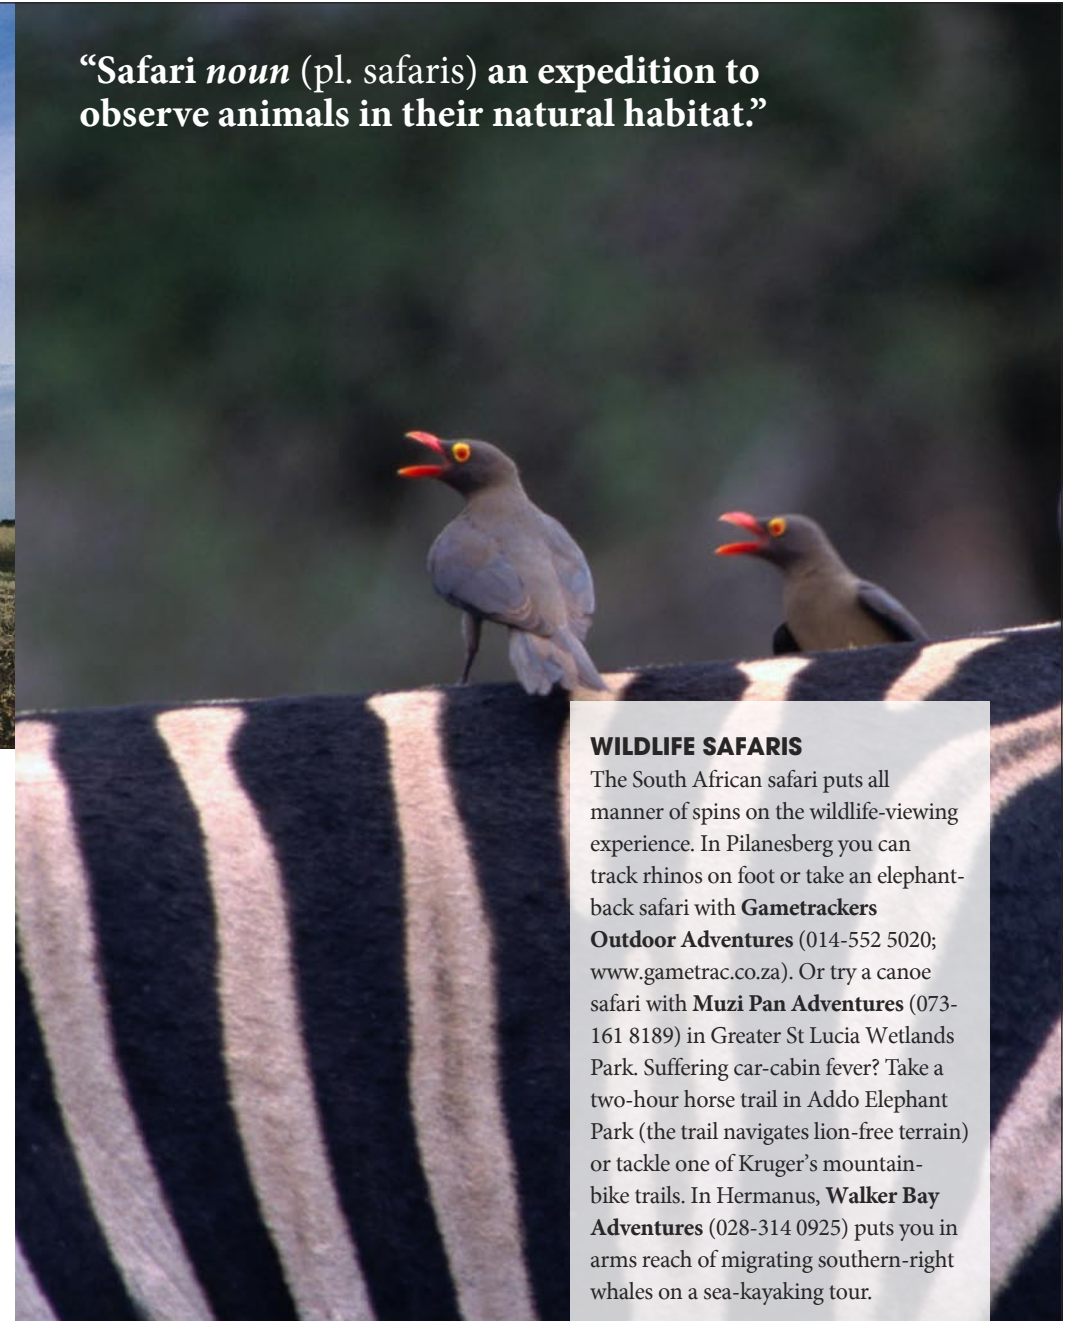 “Safari noun (pl. safaris) an expedition to
observe animals in their natural habitat.”
WILDLIFE SAFARIS
The South African safari puts all
manner of spins on the wildlife-viewing
experience. In Pilanesberg you can
track rhinos on foot or take an elephant-
back safari with Gametrackers
Outdoor Adventures (014-552 5020;
www.gametrac.co.za). Or try a canoe
safari with Muzi Pan Adventures (073-
161 8189) in Greater St Lucia Wetlands
Park. Suffering car-cabin fever? Take a
two-hour horse trail in Addo Elephant
Park (the trail navigates lion-free terrain)
or tackle one of Kruger’s mountain-
bike trails. In Hermanus, Walker Bay
Adventures (028-314 0925) puts you in
arms reach of migrating southern-right
whales on a sea-kayaking tour.